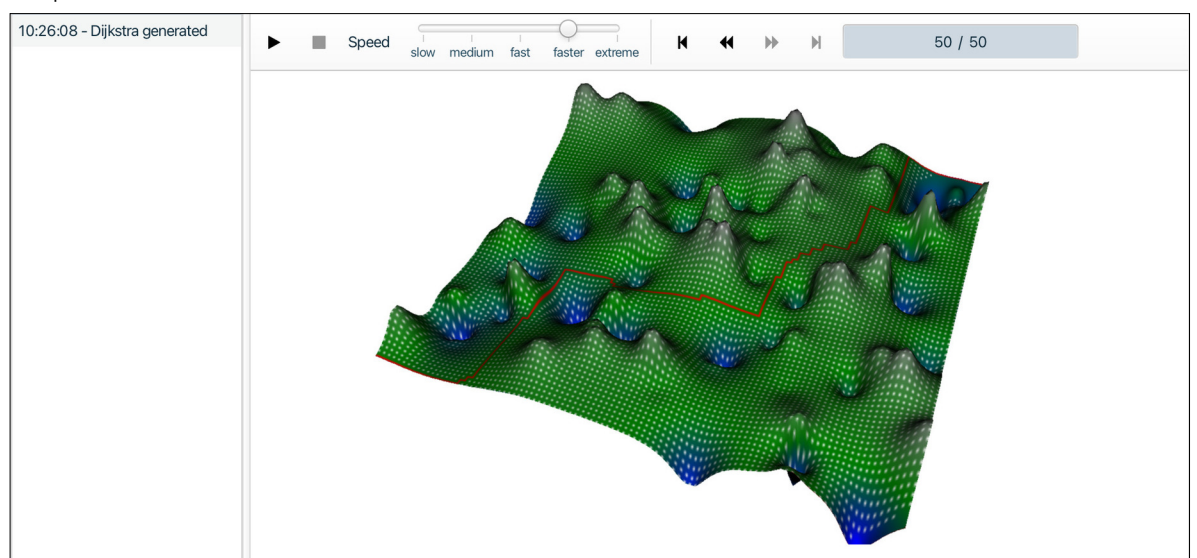 10:26:08 - Dijkstra generated
Speed
slow medium fast faster extreme
50 / 50